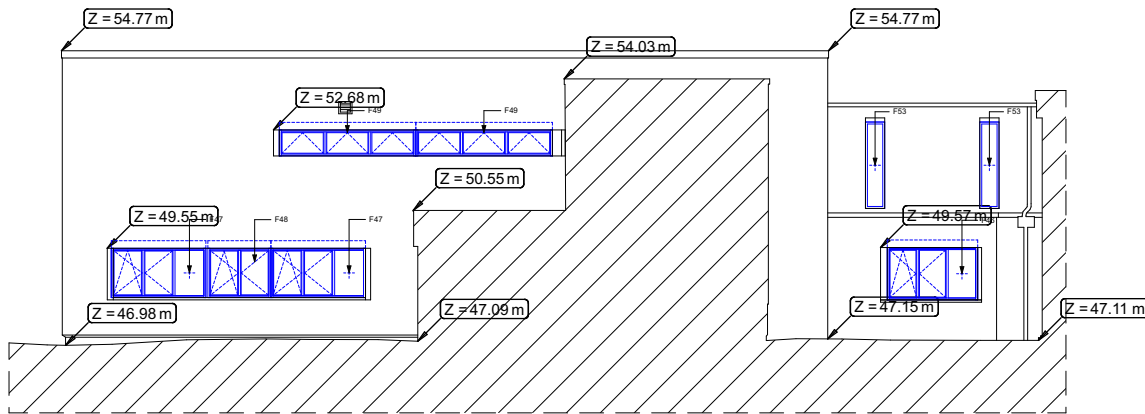 Z = 54.77 m
Z = 54.77 m
Z = 54.03 m
Z = 52.68 m
F49
F49
F53
F53
Z = 50.55 m
Z = 49.55 m
F47
F48
F47
Z = 49.57 m
Z = 46.98 m
Z = 47.09 m
Z = 47.15 m
Z = 47.11 m